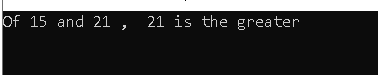 Of 15 and 21 ,  21 is the greater